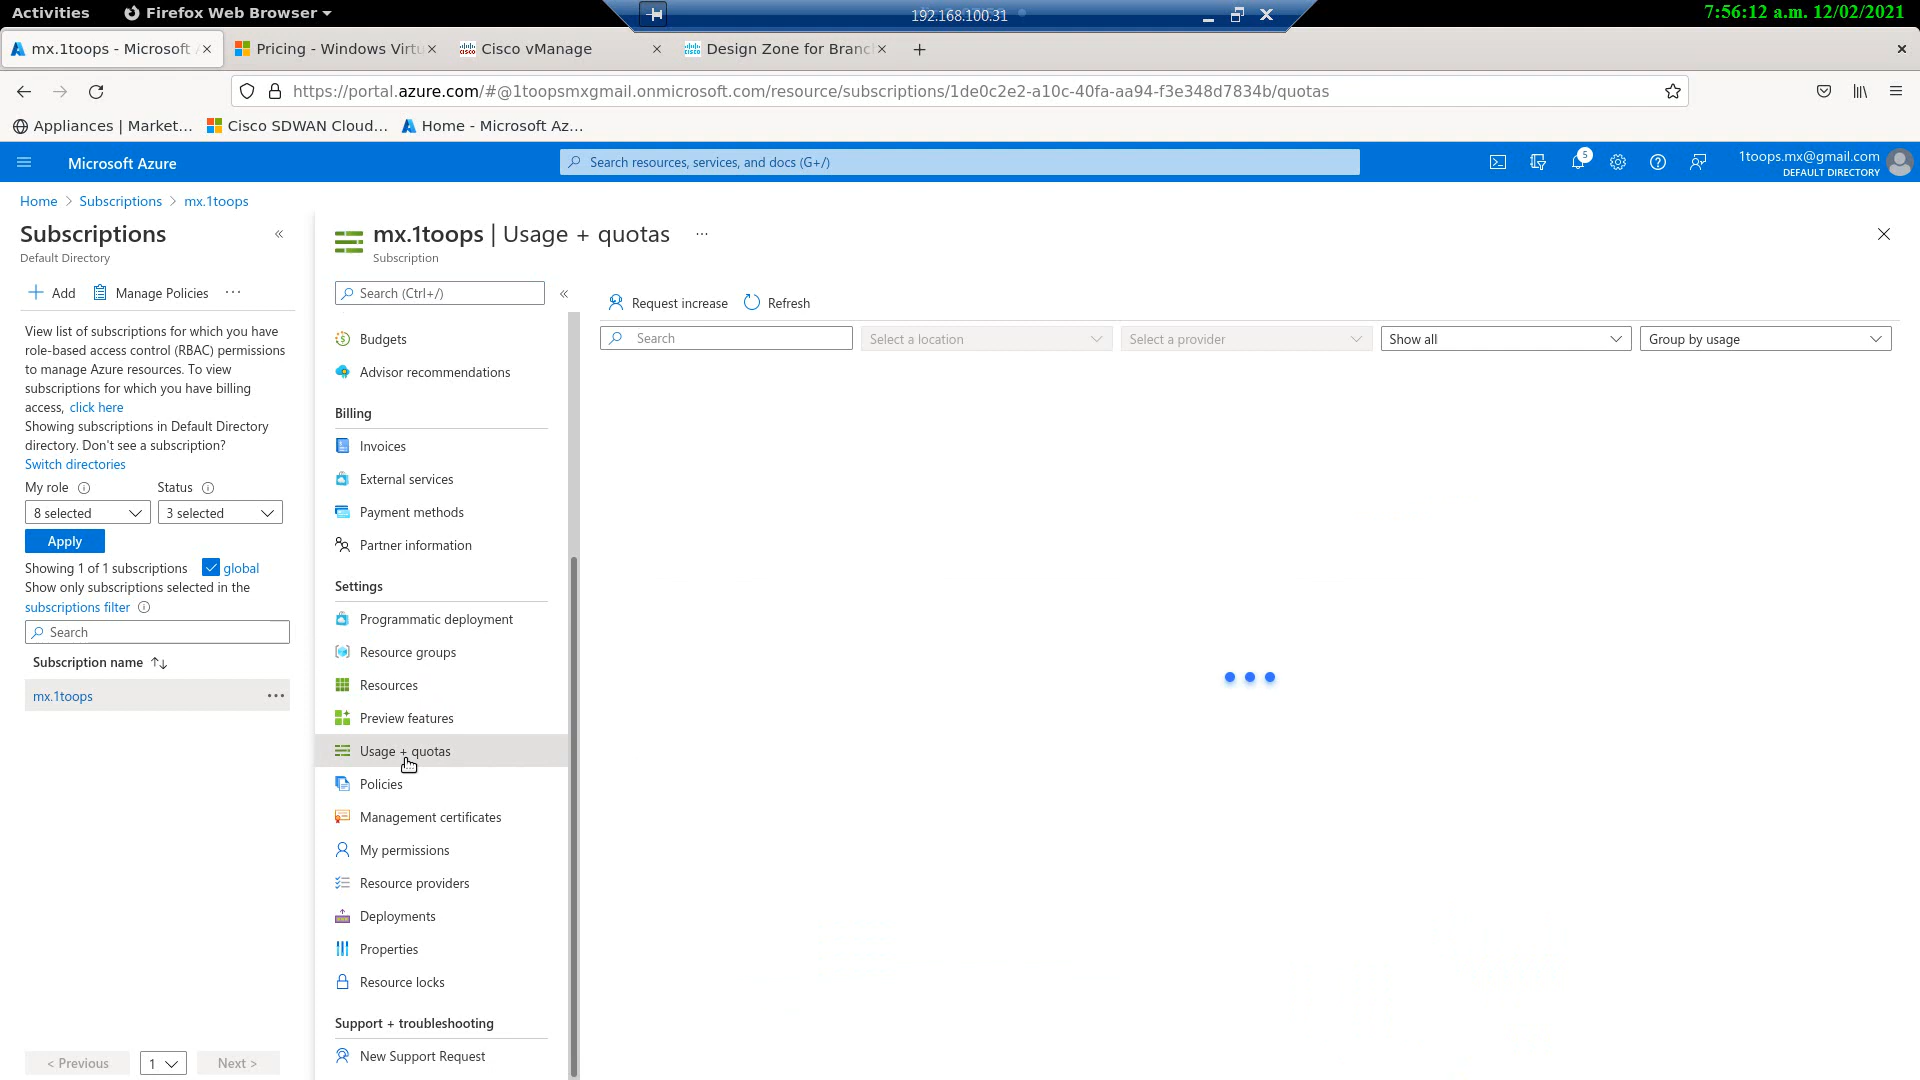 Activities
Firefox Web Browser
192.168.100.31
7:56:12 a.m. 12/02/2021
mx.1toops - Microsoft
Pricing - Windows Virtu
Cisco vManage
Design Zone for Branc
https://portal.azure.com/#@1toopsmxgmail.onmicrosoft.com/resource/subscriptions/1de0c2e2-a10c-40fa-aa94-f3e348d7834b/quotas
Appliances | Market...
Cisco SDWAN Cloud...
Home - Microsoft Az...
Microsoft Azure
Search resources, services, and docs (G+/)
5
1toops.mx@gmail.com
DEFAULT DIRECTORY
Home > Subscriptions > mx.1toops
Subscriptions
Default Directory
Add
Manage Policies
View list of subscriptions for which you have
role-based access control (RBAC) permissions
to manage Azure resources. To view
subscriptions for which you have billing
access, click here
Showing subscriptions in Default Directory
directory. Don't see a subscription?
Switch directories
My role
Status
8 selected
3 selected
Apply
Showing 1 of 1 subscriptions
global
Show only subscriptions selected in the
subscriptions filter
Search
Subscription name
mx.1toops
< Previous
1
Next >
mx.1toops | Usage + quotas
Subscription
Search (Ctrl+/)
Budgets
Advisor recommendations
Billing
Invoices
External services
Payment methods
Partner information
Settings
Programmatic deployment
Resource groups
Resources
Preview features
Usage + quotas
Policies
Management certificates
My permissions
Resource providers
Deployments
Properties
Resource locks
Support + troubleshooting
New Support Request
Request increase
Refresh
Search
Select a location
Select a provider
Show all
Group by usage